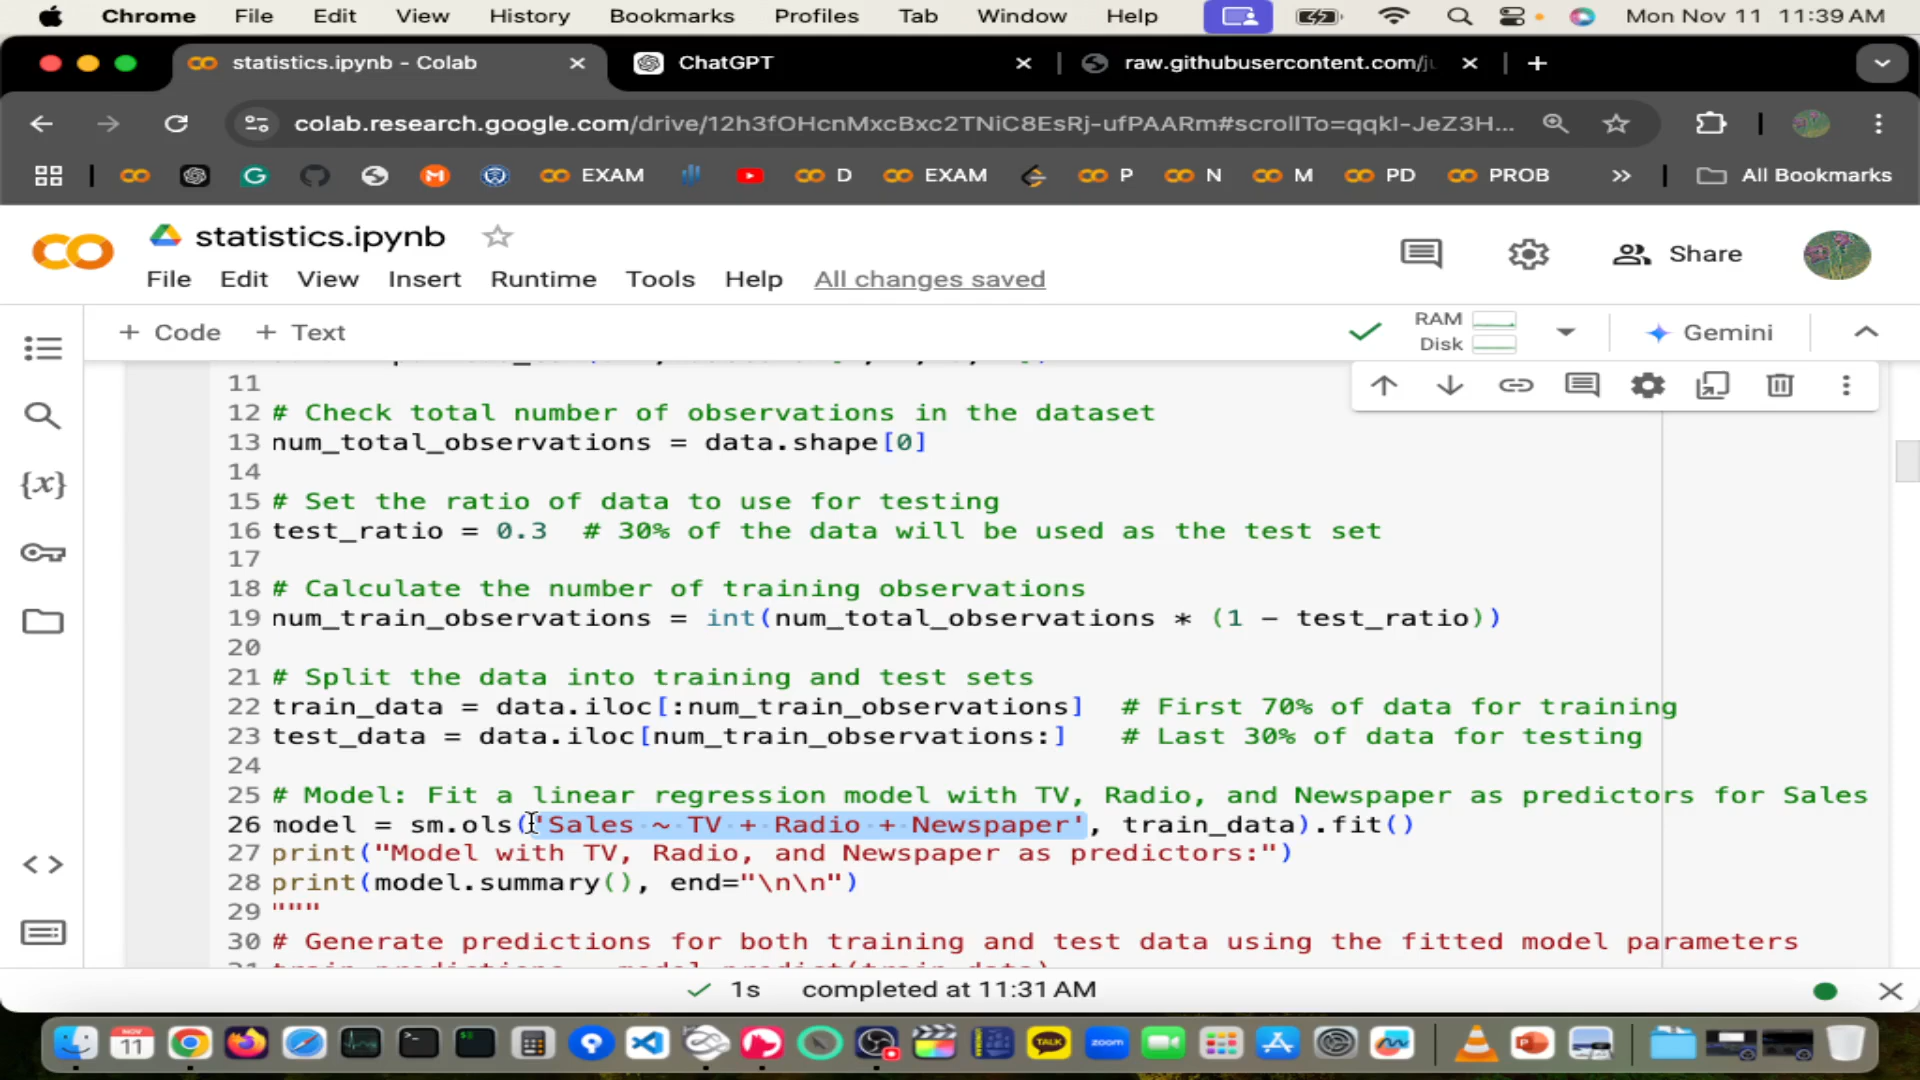 Chrome File Edit View History Bookmarks Profiles Tab Window Help Mon Nov 11 11:39 AM
statistics.ipynb - Colab ChatGPT raw.githubusercontent.com/ju
colab.research.google.com/drive/12h3fOHcnMxcBxc2TNiC8EsRj-ufPAARm#scrollTo=qqkI-JeZ3H...
EXAM D EXAM P N M PD PROB » All Bookmarks
statistics.ipynb
Share
File Edit View Insert Runtime Tools Help All changes saved
+ Code + Text RAM Disk Gemini
11
12 # Check total number of observations in the dataset
13 num_total_observations = data.shape[0]
14
15 # Set the ratio of data to use for testing
16 test_ratio = 0.3 # 30% of the data will be used as the test set
17
18 # Calculate the number of training observations
19 num_train_observations = int(num_total_observations * (1 - test_ratio))
20
21 # Split the data into training and test sets
22 train_data = data.iloc[:num_train_observations] # First 70% of data for training
23 test_data = data.iloc[num_train_observations:] # Last 30% of data for testing
24
25 # Model: Fit a linear regression model with TV, Radio, and Newspaper as predictors for Sales
26 model = sm.ols('Sales ~ TV + Radio + Newspaper', train_data).fit()
27 print("Model with TV, Radio, and Newspaper as predictors:")
28 print(model.summary(), end="\n\n")
29 """
30 # Generate predictions for both training and test data using the fitted model parameters
1s completed at 11:31 AM
NOV
11
TALK
zoom